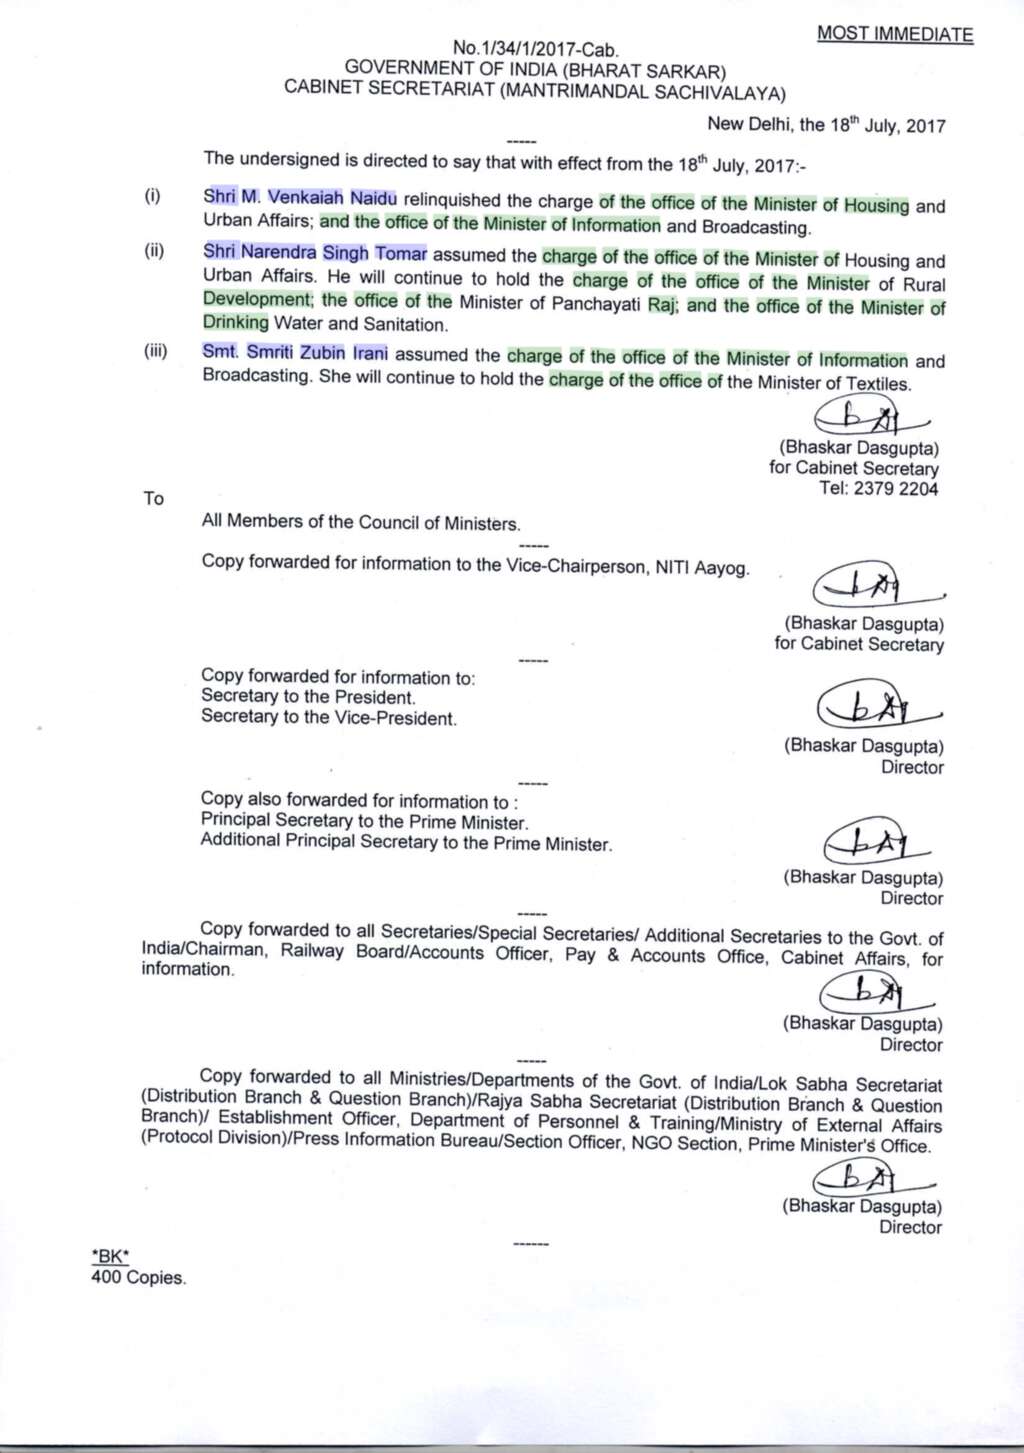 MOST IMMEDIATE
No.1/34/1/2017-Cab.
GOVERNMENT OF INDIA (BHARAT SARKAR)
CABINET SECRETARIAT (MANTRIMANDAL SACHIVALAYA)
New Delhi, the 18th July, 2017
-----
The undersigned is directed to say that with effect from the 18th July, 2017:-
(i) Shri M. Venkaiah Naidu relinquished the charge of the office of the Minister of Housing and
Urban Affairs; and the office of the Minister of Information and Broadcasting.
(ii) Shri Narendra Singh Tomar assumed the charge of the office of the Minister of Housing and
Urban Affairs. He will continue to hold the charge of the office of the Minister of Rural
Development; the office of the Minister of Panchayati Raj; and the office of the Minister of
Drinking Water and Sanitation.
(iii) Smt. Smriti Zubin Irani assumed the charge of the office of the Minister of Information and
Broadcasting. She will continue to hold the charge of the office of the Minister of Textiles.
(Bhaskar Dasgupta)
for Cabinet Secretary
Tel: 2379 2204
To
All Members of the Council of Ministers.
-----
Copy forwarded for information to the Vice-Chairperson, NITI Aayog.
(Bhaskar Dasgupta)
for Cabinet Secretary
-----
Copy forwarded for information to:
Secretary to the President.
Secretary to the Vice-President.
(Bhaskar Dasgupta)
Director
-----
Copy also forwarded for information to :
Principal Secretary to the Prime Minister.
Additional Principal Secretary to the Prime Minister.
(Bhaskar Dasgupta)
Director
-----
Copy forwarded to all Secretaries/Special Secretaries/ Additional Secretaries to the Govt. of
India/Chairman, Railway Board/Accounts Officer, Pay & Accounts Office, Cabinet Affairs, for
information.
(Bhaskar Dasgupta)
Director
-----
Copy forwarded to all Ministries/Departments of the Govt. of India/Lok Sabha Secretariat
(Distribution Branch & Question Branch)/Rajya Sabha Secretariat (Distribution Branch & Question
Branch)/ Establishment Officer, Department of Personnel & Training/Ministry of External Affairs
(Protocol Division)/Press Information Bureau/Section Officer, NGO Section, Prime Minister's Office.
(Bhaskar Dasgupta)
Director
------
*BK*
400 Copies.